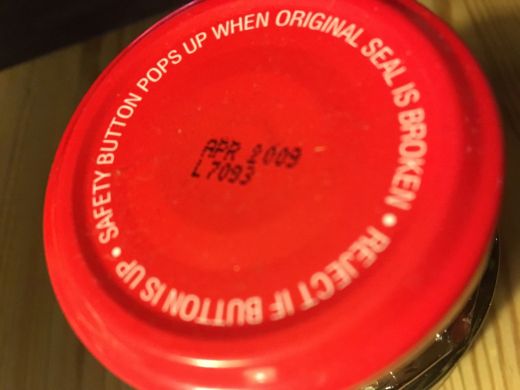 SAFETY BUTTON POPS UP WHEN ORIGINAL SEAL IS BROKEN • REJECT IF BUTTON IS UP •
APR 2009
L7093